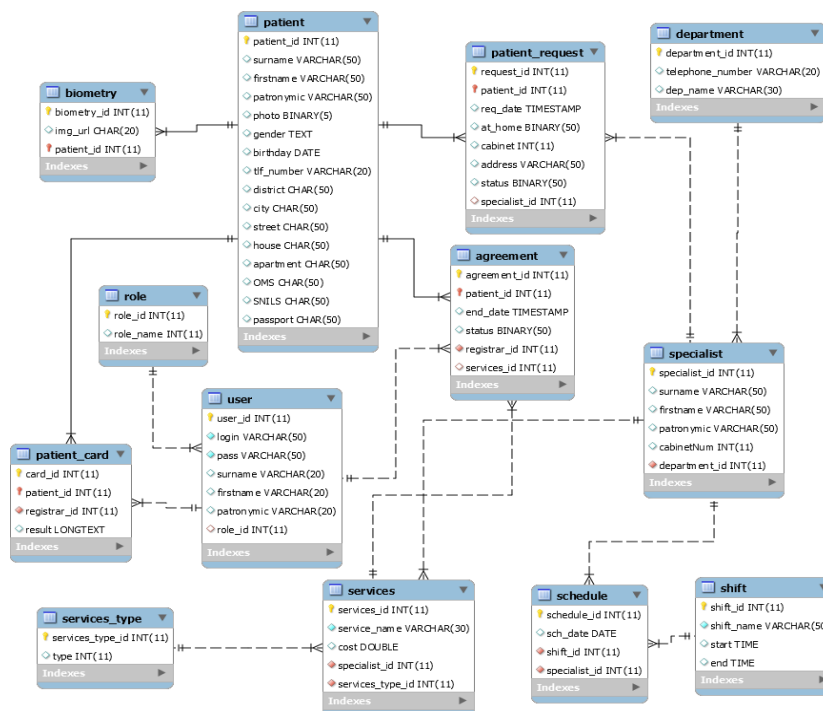 patient
patient_id INT(11)
surname VARCHAR(50)
firstname VARCHAR(50)
patronymic VARCHAR(50)
photo BINARY(5)
gender TEXT
birthday DATE
tlf_number VARCHAR(20)
district CHAR(50)
city CHAR(50)
street CHAR(50)
house CHAR(50)
apartment CHAR(50)
OMS CHAR(50)
SNILS CHAR(50)
passport CHAR(50)
Indexes
biometry
biometry_id INT(11)
img_url CHAR(20)
patient_id INT(11)
Indexes
patient_request
request_id INT(11)
patient_id INT(11)
req_date TIMESTAMP
at_home BINARY(50)
cabinet INT(11)
address VARCHAR(50)
status BINARY(50)
specialist_id INT(11)
Indexes
department
department_id INT(11)
telephone_number VARCHAR(20)
dep_name VARCHAR(30)
Indexes
agreement
agreement_id INT(11)
patient_id INT(11)
end_date TIMESTAMP
status BINARY(50)
registrar_id INT(11)
services_id INT(11)
Indexes
role
role_id INT(11)
role_name INT(11)
Indexes
user
user_id INT(11)
login VARCHAR(50)
pass VARCHAR(50)
surname VARCHAR(20)
firstname VARCHAR(20)
patronymic VARCHAR(20)
role_id INT(11)
Indexes
specialist
specialist_id INT(11)
surname VARCHAR(50)
firstname VARCHAR(50)
patronymic VARCHAR(50)
cabinetNum INT(11)
department_id INT(11)
Indexes
patient_card
card_id INT(11)
patient_id INT(11)
registrar_id INT(11)
result LONGTEXT
Indexes
services_type
services_type_id INT(11)
type INT(11)
Indexes
services
services_id INT(11)
service_name VARCHAR(30)
cost DOUBLE
specialist_id INT(11)
services_type_id INT(11)
Indexes
schedule
schedule_id INT(11)
sch_date DATE
shift_id INT(11)
specialist_id INT(11)
Indexes
shift
shift_id INT(11)
shift_name VARCHAR(50
start TIME
end TIME
Indexes